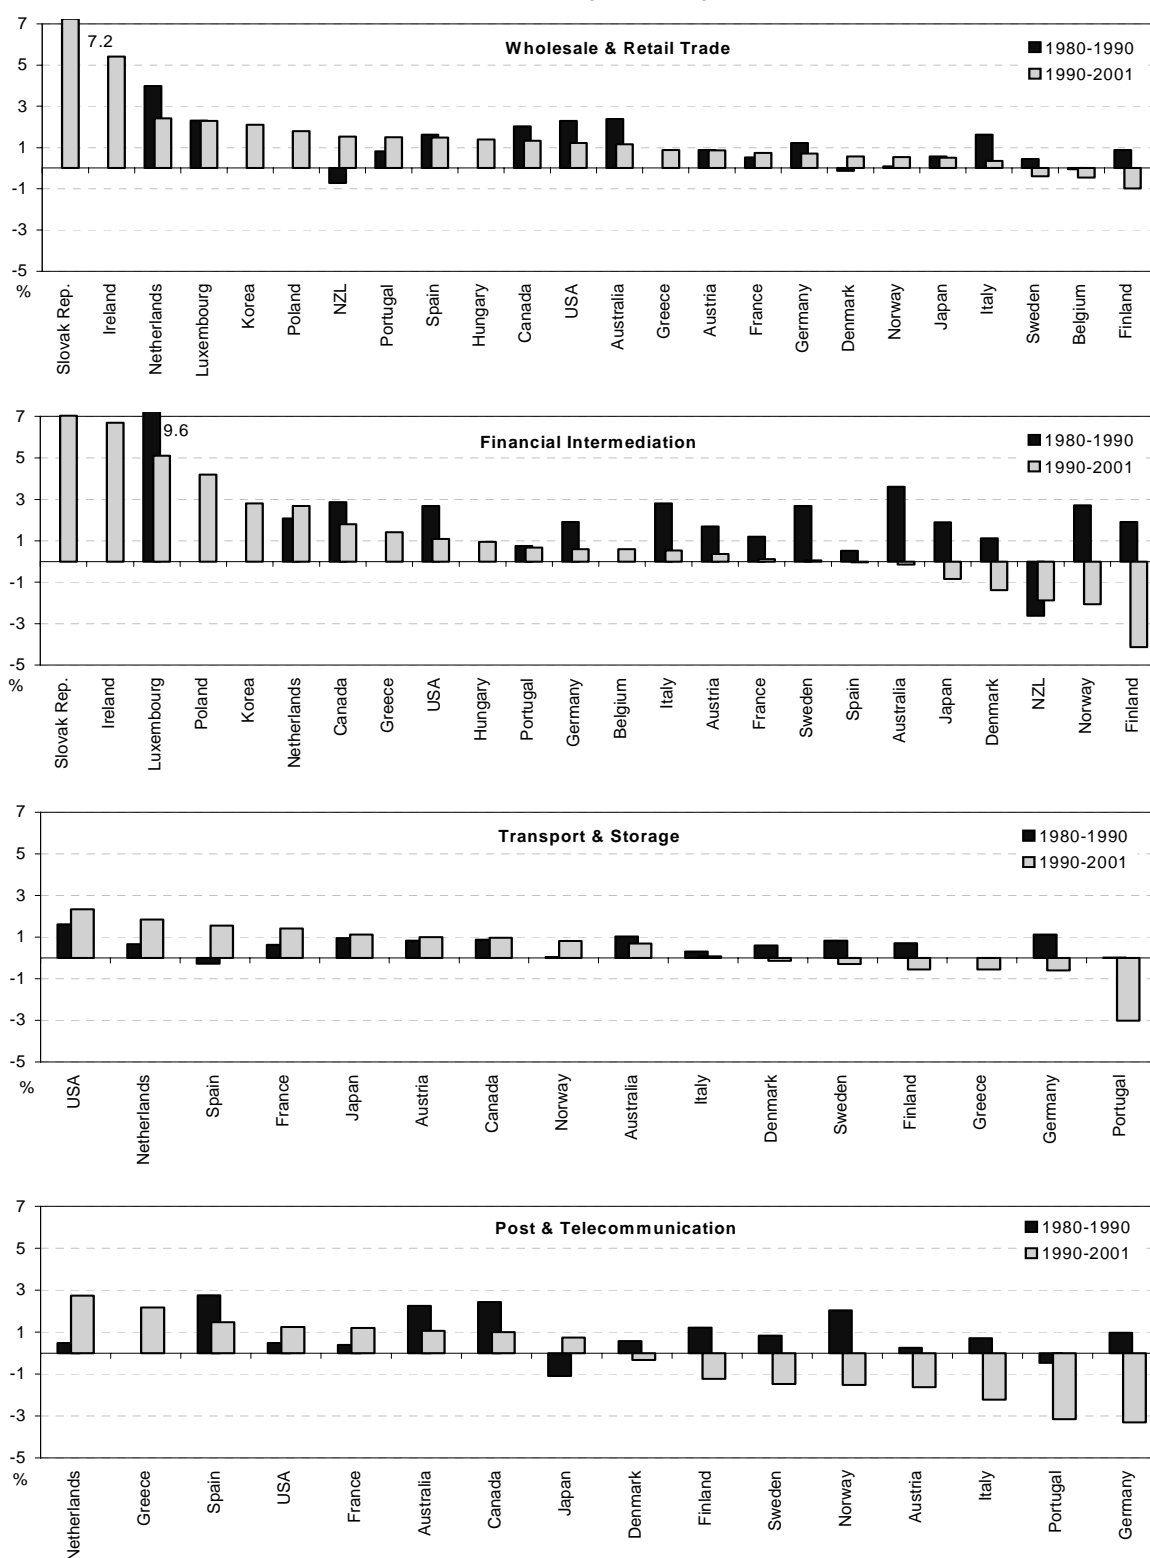 Wholesale & Retail Trade
1980-1990
1990-2001
7
5
3
1
-1
-3
-5
%
7.2
Slovak Rep.
Ireland
Netherlands
Luxembourg
Korea
Poland
NZL
Portugal
Spain
Hungary
Canada
USA
Australia
Greece
Austria
France
Germany
Denmark
Norway
Japan
Italy
Sweden
Belgium
Finland
Financial Intermediation
1980-1990
1990-2001
7
5
3
1
-1
-3
-5
%
9.6
Slovak Rep.
Ireland
Luxembourg
Poland
Korea
Netherlands
Canada
Greece
USA
Hungary
Portugal
Germany
Belgium
Italy
Austria
France
Sweden
Spain
Australia
Japan
Denmark
NZL
Norway
Finland
Transport & Storage
1980-1990
1990-2001
7
5
3
1
-1
-3
-5
%
USA
Netherlands
Spain
France
Japan
Austria
Canada
Norway
Australia
Italy
Denmark
Sweden
Finland
Greece
Germany
Portugal
Post & Telecommunication
1980-1990
1990-2001
7
5
3
1
-1
-3
-5
%
Netherlands
Greece
Spain
USA
France
Australia
Canada
Japan
Denmark
Finland
Sweden
Norway
Austria
Italy
Portugal
Germany